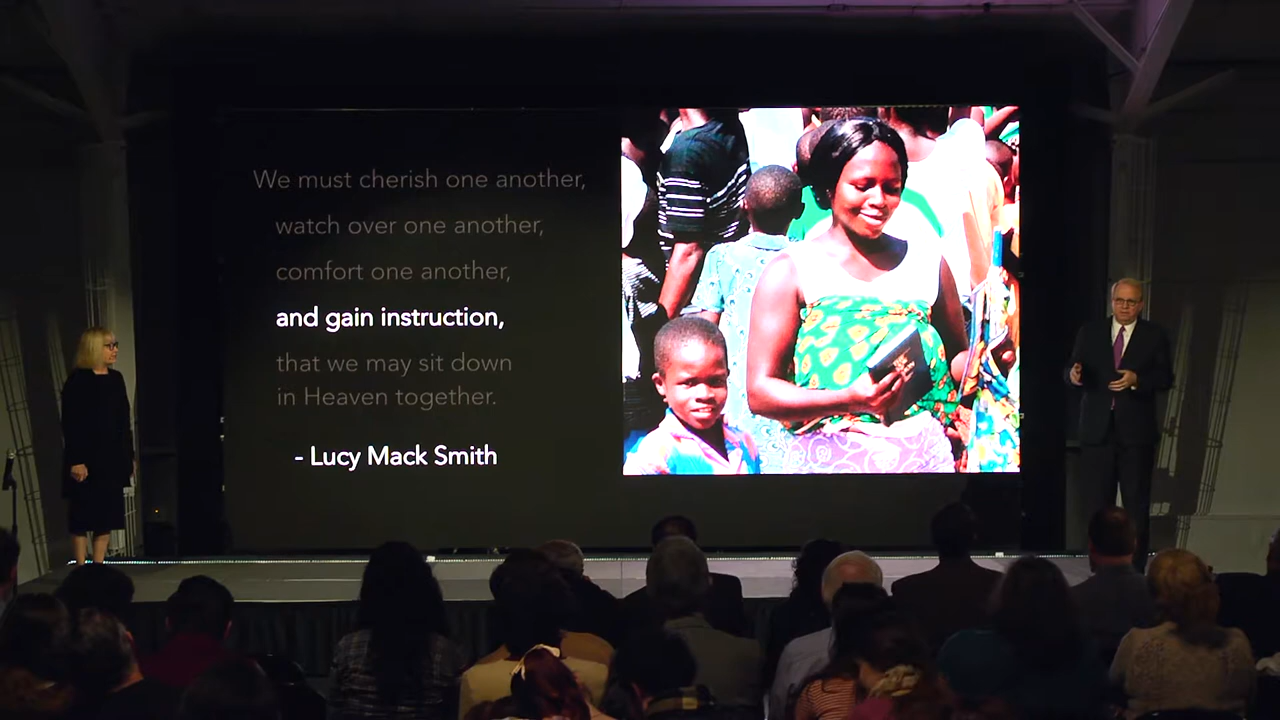 We must cherish one another,
watch over one another,
comfort one another,
and gain instruction,
that we may sit down
in Heaven together.
- Lucy Mack Smith